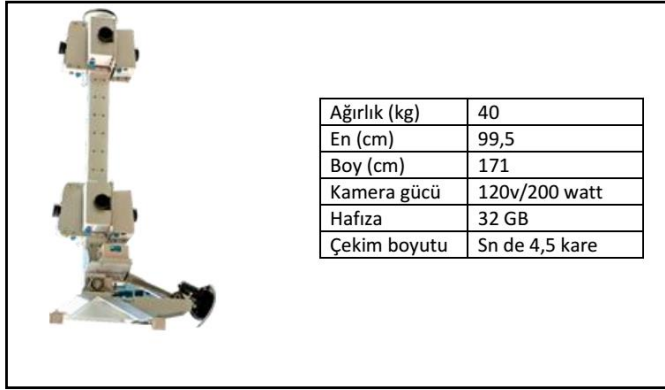 Ağırlık (kg) 40
En (cm) 99,5
Boy (cm) 171
Kamera gücü 120v/200 watt
Hafıza 32 GB
Çekim boyutu Sn de 4,5 kare